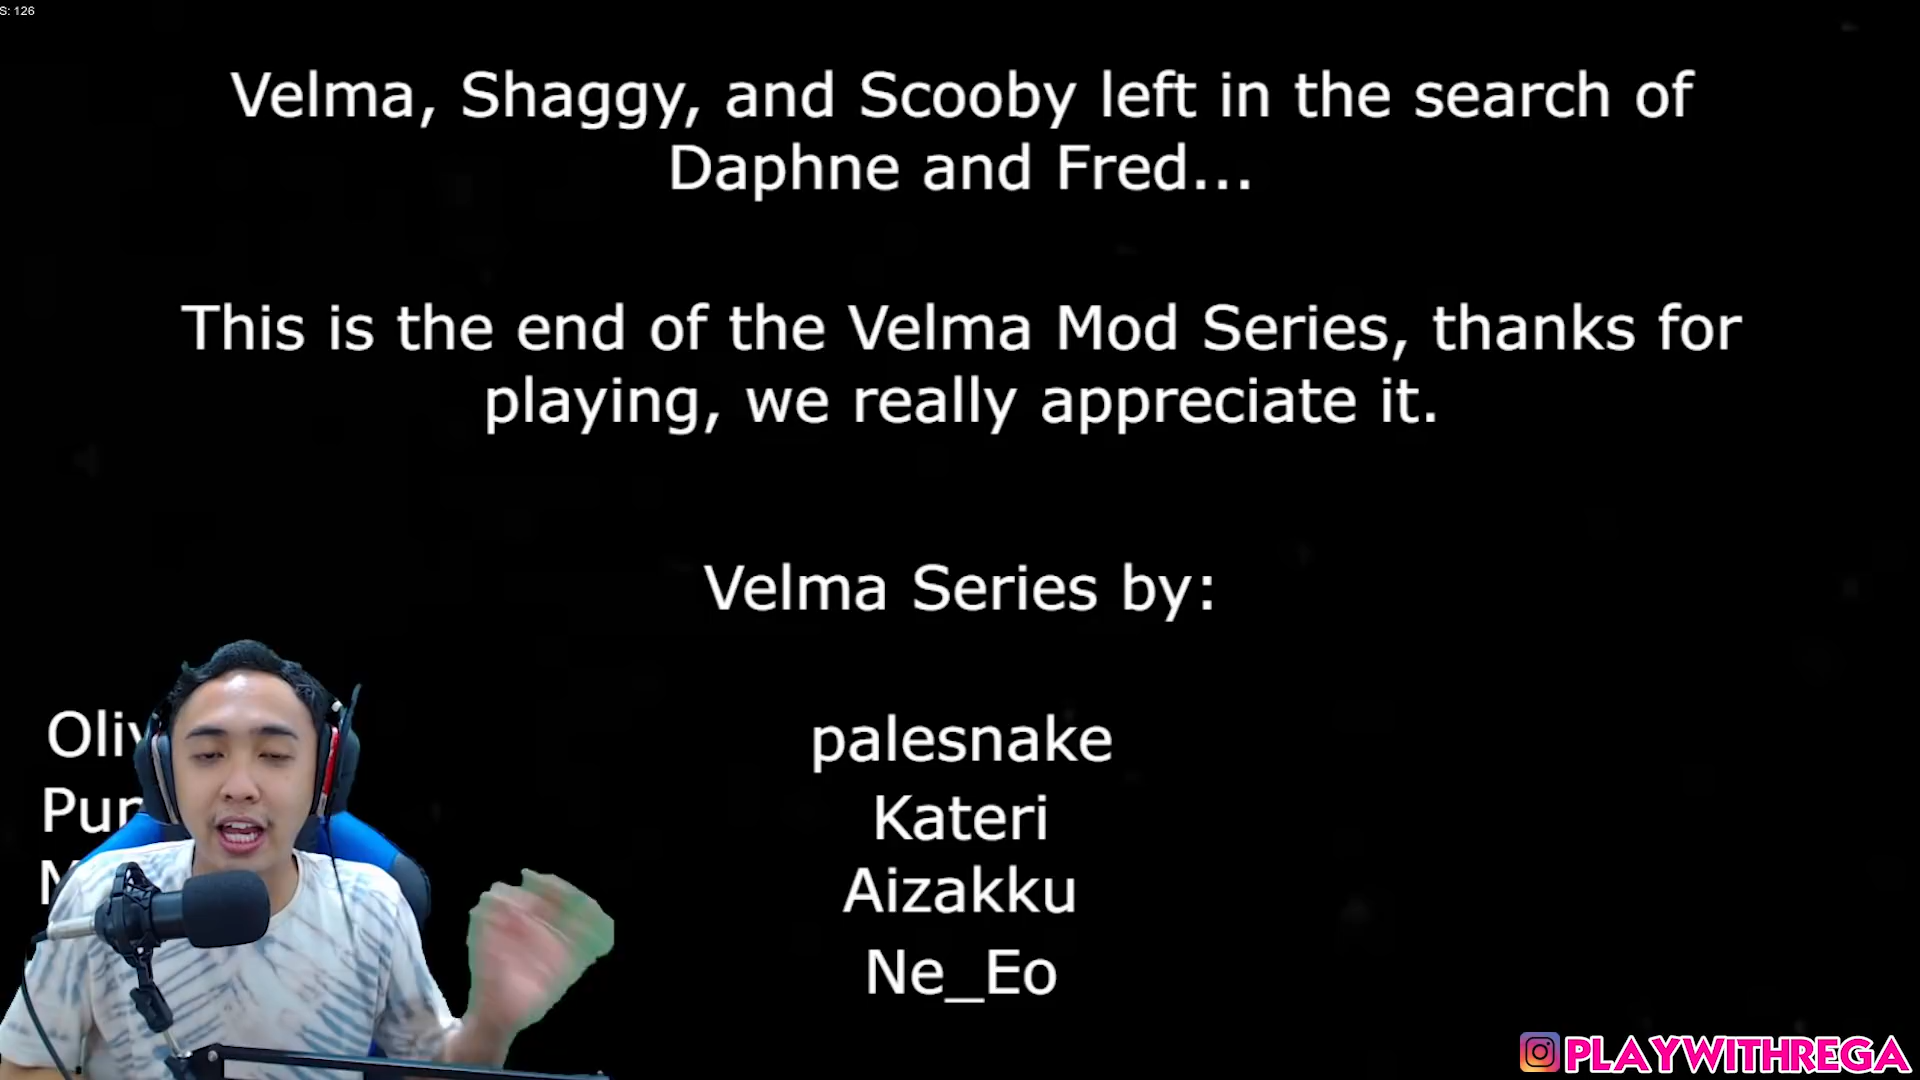 S: 126
Velma, Shaggy, and Scooby left in the search of
Daphne and Fred...
This is the end of the Velma Mod Series, thanks for
playing, we really appreciate it.
Velma Series by:
palesnake
Kateri
Aizakku
Ne_Eo
PLAYWITHREGA